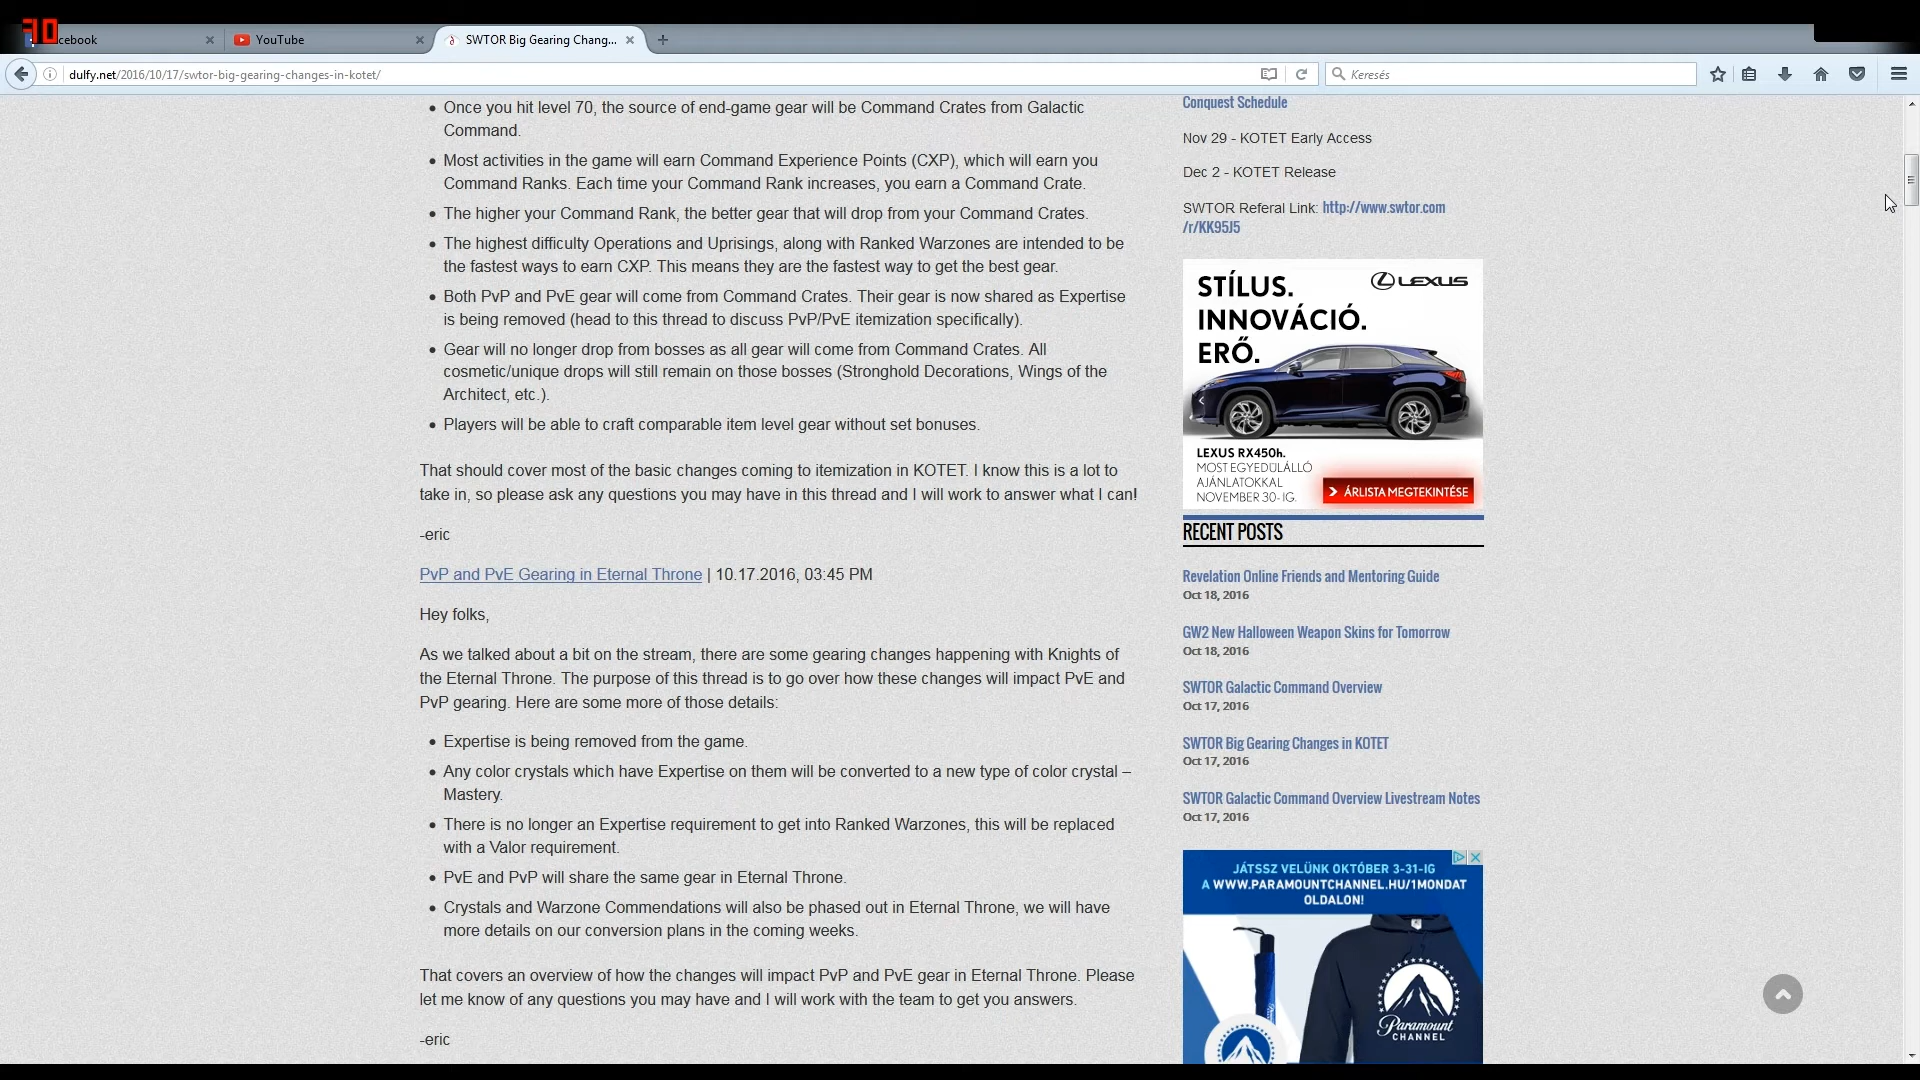 10
cebook
YouTube
SWTOR Big Gearing Chang...
dulfy.net/2016/10/17/swtor-big-gearing-changes-in-kotet/
Keresés
• Once you hit level 70, the source of end-game gear will be Command Crates from Galactic
Command.
• Most activities in the game will earn Command Experience Points (CXP), which will earn you
Command Ranks. Each time your Command Rank increases, you earn a Command Crate.
• The higher your Command Rank, the better gear that will drop from your Command Crates.
• The highest difficulty Operations and Uprisings, along with Ranked Warzones are intended to be
the fastest ways to earn CXP. This means they are the fastest way to get the best gear.
• Both PvP and PvE gear will come from Command Crates. Their gear is now shared as Expertise
is being removed (head to this thread to discuss PvP/PvE itemization specifically).
• Gear will no longer drop from bosses as all gear will come from Command Crates. All
cosmetic/unique drops will still remain on those bosses (Stronghold Decorations, Wings of the
Architect, etc.).
• Players will be able to craft comparable item level gear without set bonuses.
That should cover most of the basic changes coming to itemization in KOTET. I know this is a lot to
take in, so please ask any questions you may have in this thread and I will work to answer what I can!
-eric
PvP and PvE Gearing in Eternal Throne | 10.17.2016, 03:45 PM
Hey folks,
As we talked about a bit on the stream, there are some gearing changes happening with Knights of
the Eternal Throne. The purpose of this thread is to go over how these changes will impact PvE and
PvP gearing. Here are some more of those details:
• Expertise is being removed from the game.
• Any color crystals which have Expertise on them will be converted to a new type of color crystal –
Mastery.
• There is no longer an Expertise requirement to get into Ranked Warzones, this will be replaced
with a Valor requirement.
• PvE and PvP will share the same gear in Eternal Throne.
• Crystals and Warzone Commendations will also be phased out in Eternal Throne, we will have
more details on our conversion plans in the coming weeks.
That covers an overview of how the changes will impact PvP and PvE gear in Eternal Throne. Please
let me know of any questions you may have and I will work with the team to get you answers.
-eric
Conquest Schedule
Nov 29 - KOTET Early Access
Dec 2 - KOTET Release
SWTOR Referal Link: http://www.swtor.com
/r/KK95J5
STÍLUS.
INNOVÁCIÓ.
ERŐ.
LEXUS
LEXUS RX450h.
MOST EGYEDÜLÁLLÓ
AJÁNLATOKKAL
NOVEMBER 30-IG.
> ÁRLISTA MEGTEKINTÉSE
RECENT POSTS
Revelation Online Friends and Mentoring Guide
Oct 18, 2016
GW2 New Halloween Weapon Skins for Tomorrow
Oct 18, 2016
SWTOR Galactic Command Overview
Oct 17, 2016
SWTOR Big Gearing Changes in KOTET
Oct 17, 2016
SWTOR Galactic Command Overview Livestream Notes
Oct 17, 2016
JÁTSSZ VELÜNK OKTÓBER 3-31-IG
A WWW.PARAMOUNTCHANNEL.HU/1MONDAT
OLDALON!
Paramount
CHANNEL